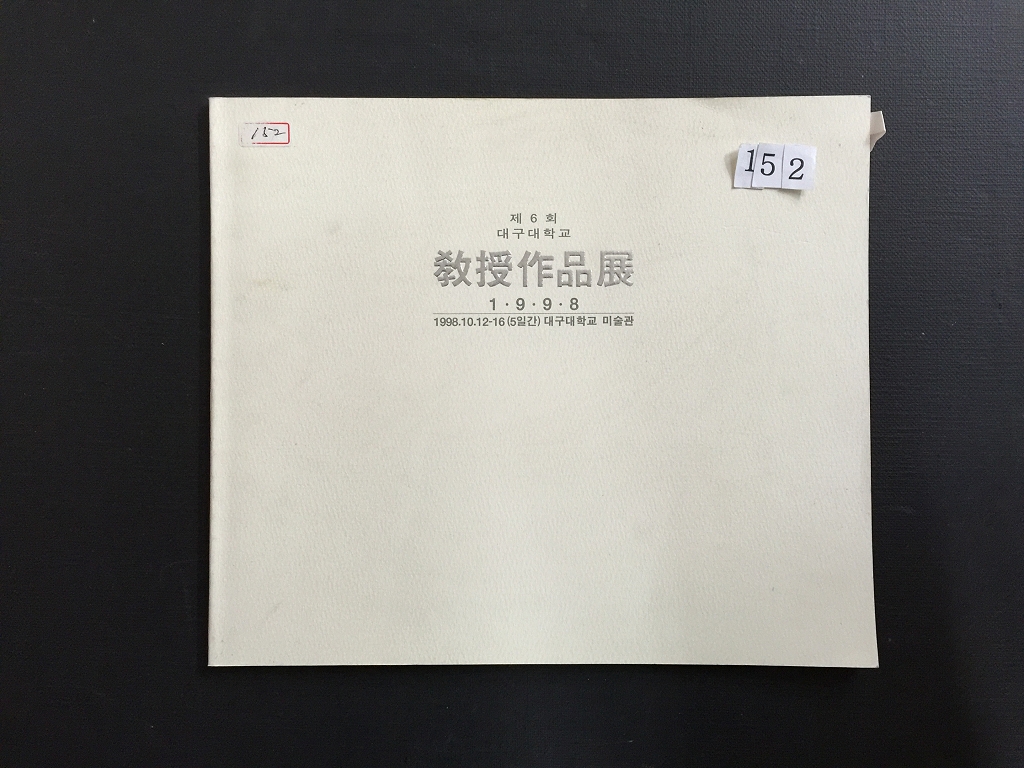 152
152
제 6 회
대구대학교
敎授作品展
1·9·9·8
1998.10.12-16(5일간) 대구대학교 미술관